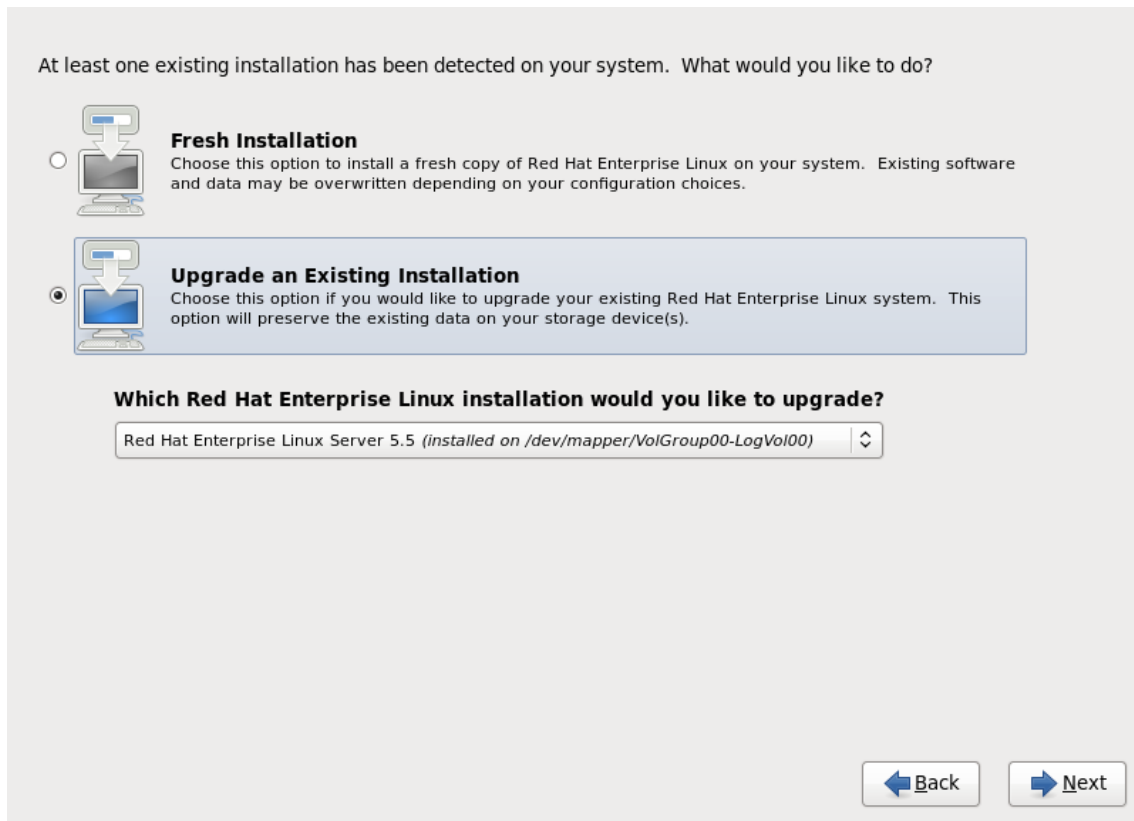 At least one existing installation has been detected on your system.  What would you like to do?
Fresh Installation
Choose this option to install a fresh copy of Red Hat Enterprise Linux on your system.  Existing software
and data may be overwritten depending on your configuration choices.
Upgrade an Existing Installation
Choose this option if you would like to upgrade your existing Red Hat Enterprise Linux system.  This
option will preserve the existing data on your storage device(s).
Which Red Hat Enterprise Linux installation would you like to upgrade?
Red Hat Enterprise Linux Server 5.5 (installed on /dev/mapper/VolGroup00-LogVol00)
Back
Next